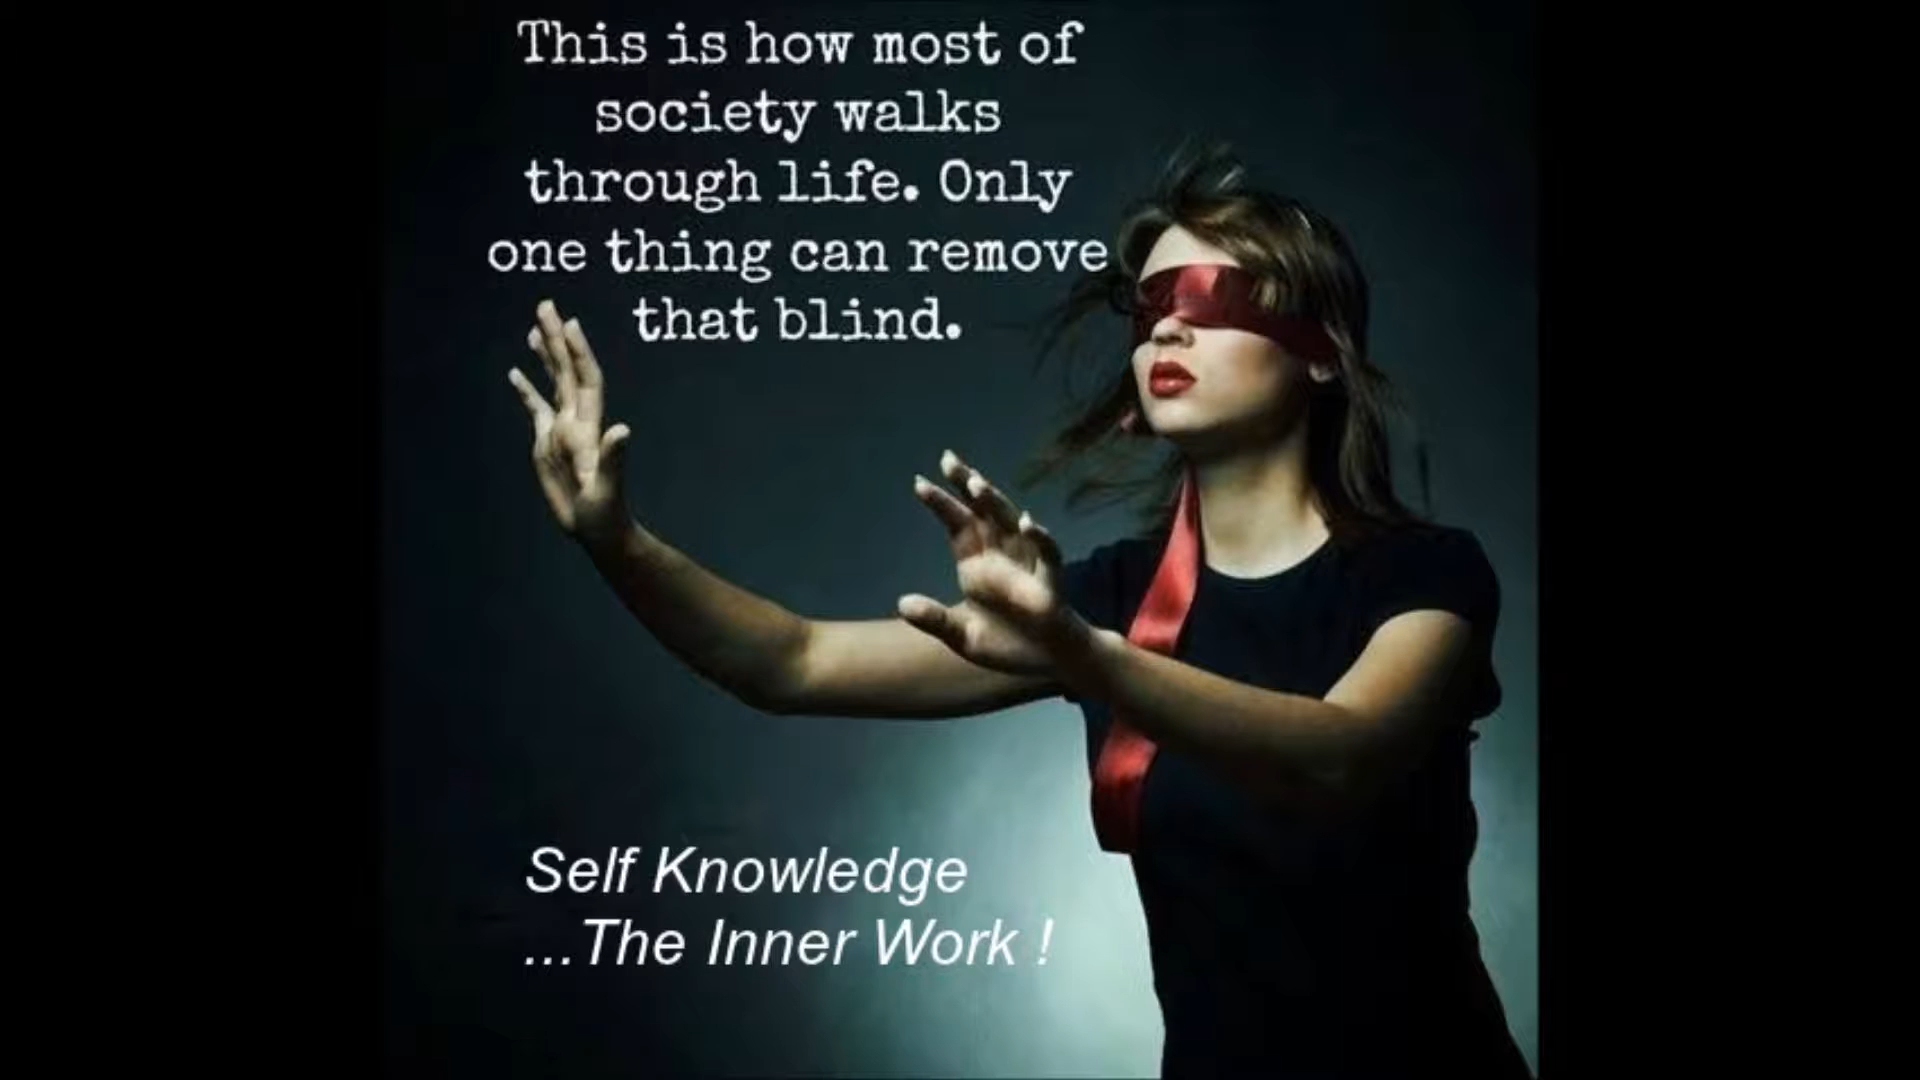 This is how most of
society walks
through life. Only
one thing can remove
that blind.
Self Knowledge
...The Inner Work !